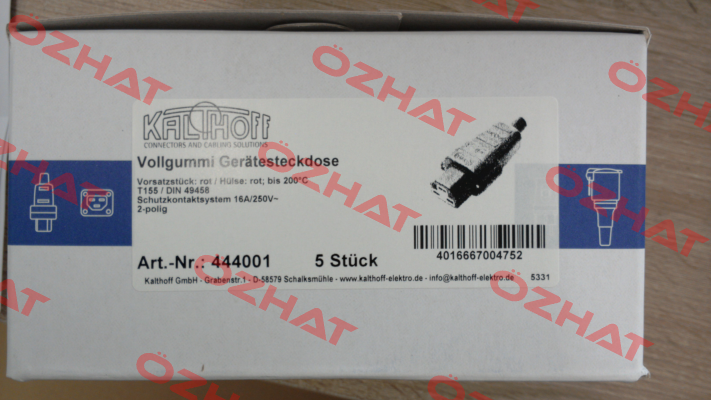 KALTHOFF
CONNECTORS AND CABLING SOLUTIONS
Vollgummi Gerätesteckdose
Vorsatzstück: rot / Hülse: rot; bis 200°C
T155 / DIN 49458
Schutzkontaktsystem 16A/250V~
2-polig
Art.-Nr.: 444001 5 Stück
4016667004752
Kalthoff GmbH - Grabenstr.1 - D-58579 Schalksmühle - www.kalthoff-elektro.de - info@kalthoff-elektro.de 5331
ÖZHAT
ÖZHAT
ÖZHAT
ÖZHAT
ÖZHAT
ÖZHAT
ÖZHAT
ÖZHAT